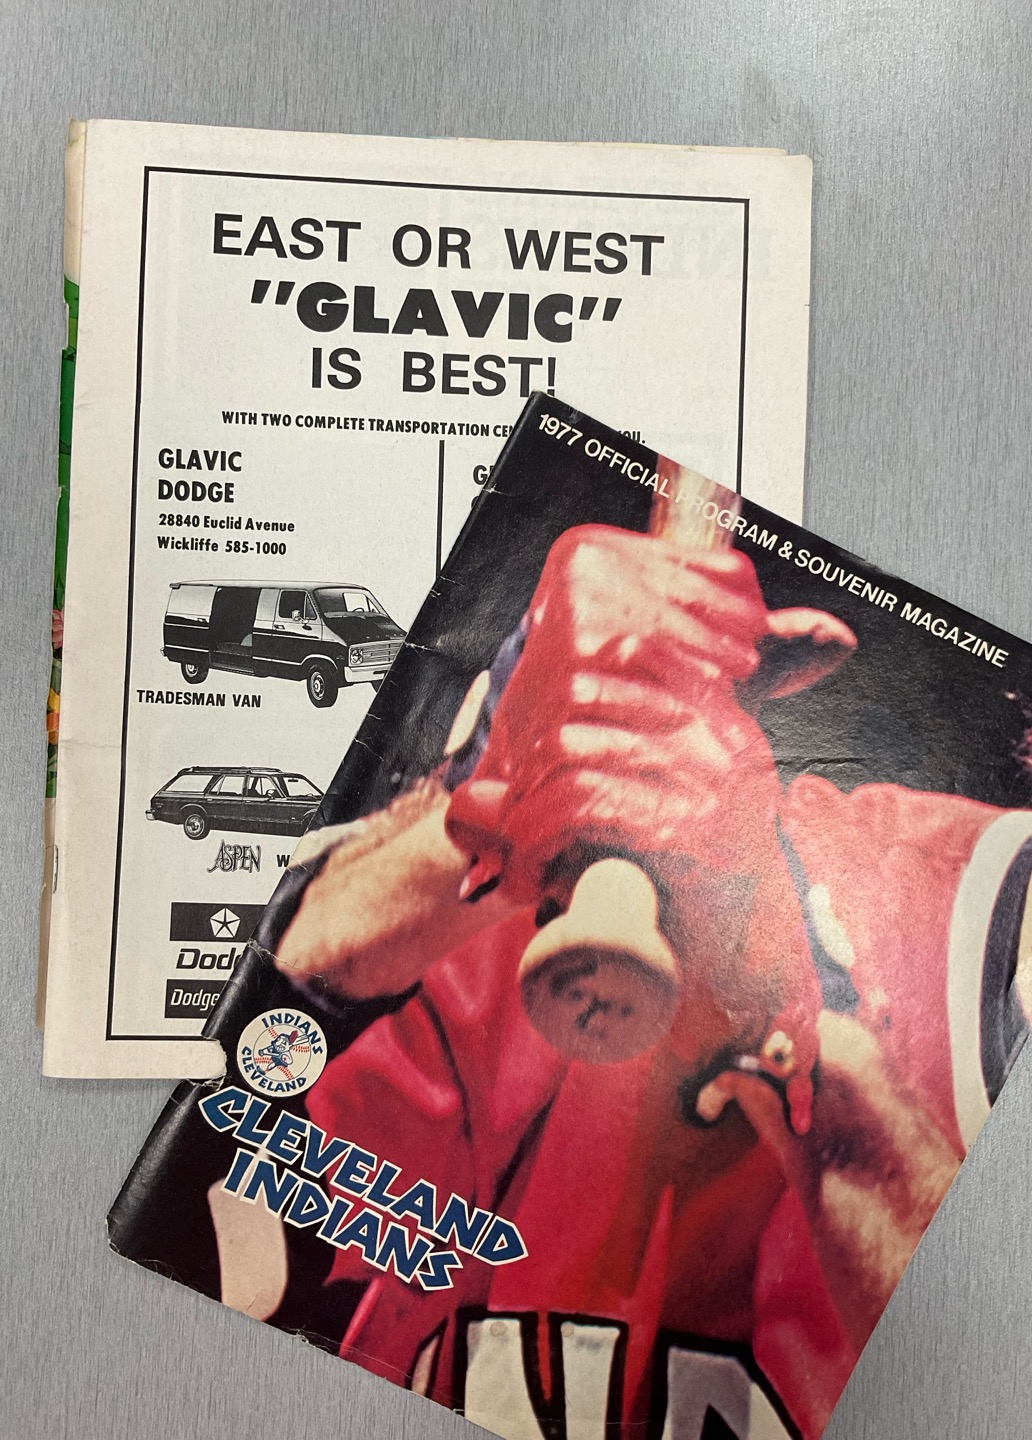 EAST OR WEST
"GLAVIC"
IS BEST!
WITH TWO COMPLETE TRANSPORTATION
GLAVIC
DODGE
28840 Euclid Avenue
Wickliffe 585-1000
TRADESMAN VAN
ASPEN
1977 OFFICIAL PROGRAM & SOUVENIR MAGAZINE
INDIANS
CLEVELAND
CLEVELAND
INDIANS